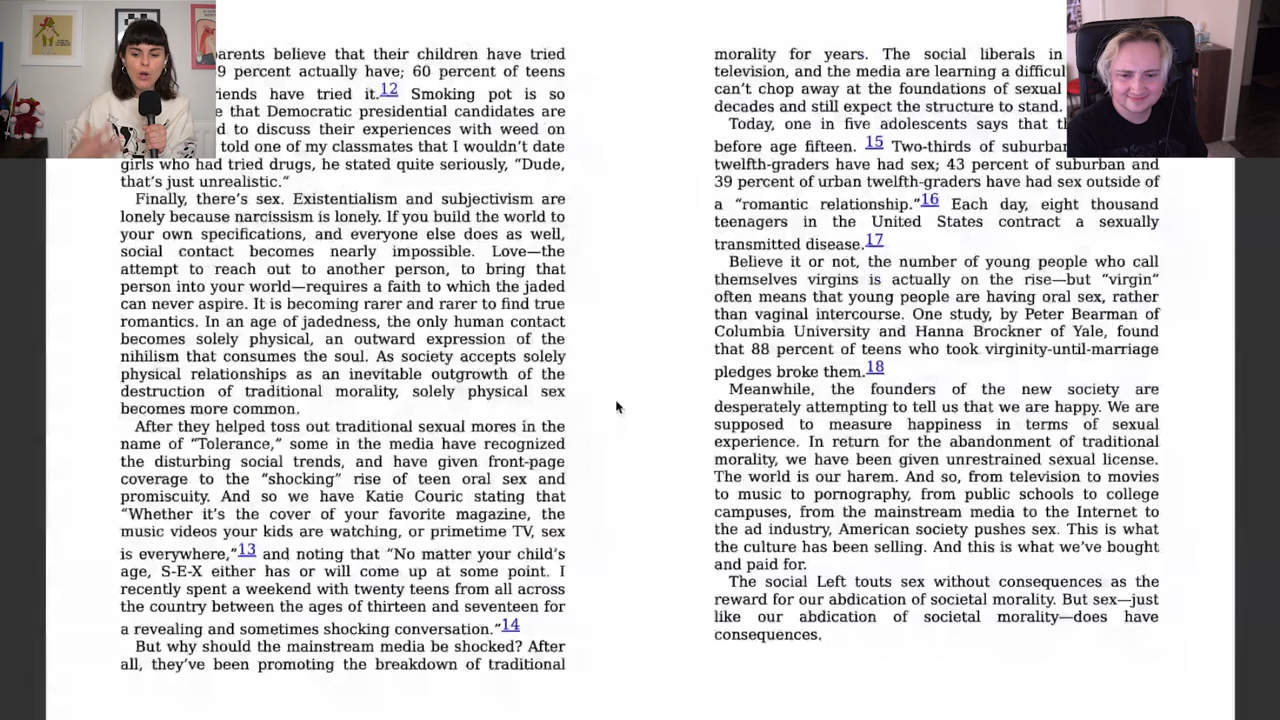 arents believe that their children have tried
9 percent actually have; 60 percent of teens
riends have tried it.12 Smoking pot is so
e that Democratic presidential candidates are
d to discuss their experiences with weed on
told one of my classmates that I wouldn’t date
girls who had tried drugs, he stated quite seriously, “Dude,
that’s just unrealistic.“
Finally, there’s sex. Existentialism and subjectivism are
lonely because narcissism is lonely. If you build the world to
your own specifications, and everyone else does as well,
social contact becomes nearly impossible. Love—the
attempt to reach out to another person, to bring that
person into your world—requires a faith to which the jaded
can never aspire. It is becoming rarer and rarer to find true
romantics. In an age of jadedness, the only human contact
becomes solely physical, an outward expression of the
nihilism that consumes the soul. As society accepts solely
physical relationships as an inevitable outgrowth of the
destruction of traditional morality, solely physical sex
becomes more common.
After they helped toss out traditional sexual mores in the
name of “Tolerance,” some in the media have recognized
the disturbing social trends, and have given front-page
coverage to the “shocking” rise of teen oral sex and
promiscuity. And so we have Katie Couric stating that
“Whether it’s the cover of your favorite magazine, the
music videos your kids are watching, or primetime TV, sex
is everywhere,”13 and noting that “No matter your child’s
age, S-E-X either has or will come up at some point. I
recently spent a weekend with twenty teens from all across
the country between the ages of thirteen and seventeen for
a revealing and sometimes shocking conversation.”14
But why should the mainstream media be shocked? After
all, they’ve been promoting the breakdown of traditional
morality for years. The social liberals in
television, and the media are learning a difficul
can’t chop away at the foundations of sexual
decades and still expect the structure to stand.
Today, one in five adolescents says that th
before age fifteen. 15 Two-thirds of suburban
twelfth-graders have had sex; 43 percent of suburban and
39 percent of urban twelfth-graders have had sex outside of
a “romantic relationship.”16 Each day, eight thousand
teenagers in the United States contract a sexually
transmitted disease.17
Believe it or not, the number of young people who call
themselves virgins is actually on the rise—but “virgin”
often means that young people are having oral sex, rather
than vaginal intercourse. One study, by Peter Bearman of
Columbia University and Hanna Brockner of Yale, found
that 88 percent of teens who took virginity-until-marriage
pledges broke them.18
Meanwhile, the founders of the new society are
desperately attempting to tell us that we are happy. We are
supposed to measure happiness in terms of sexual
experience. In return for the abandonment of traditional
morality, we have been given unrestrained sexual license.
The world is our harem. And so, from television to movies
to music to pornography, from public schools to college
campuses, from the mainstream media to the Internet to
the ad industry, American society pushes sex. This is what
the culture has been selling. And this is what we’ve bought
and paid for.
The social Left touts sex without consequences as the
reward for our abdication of societal morality. But sex—just
like our abdication of societal morality—does have
consequences.